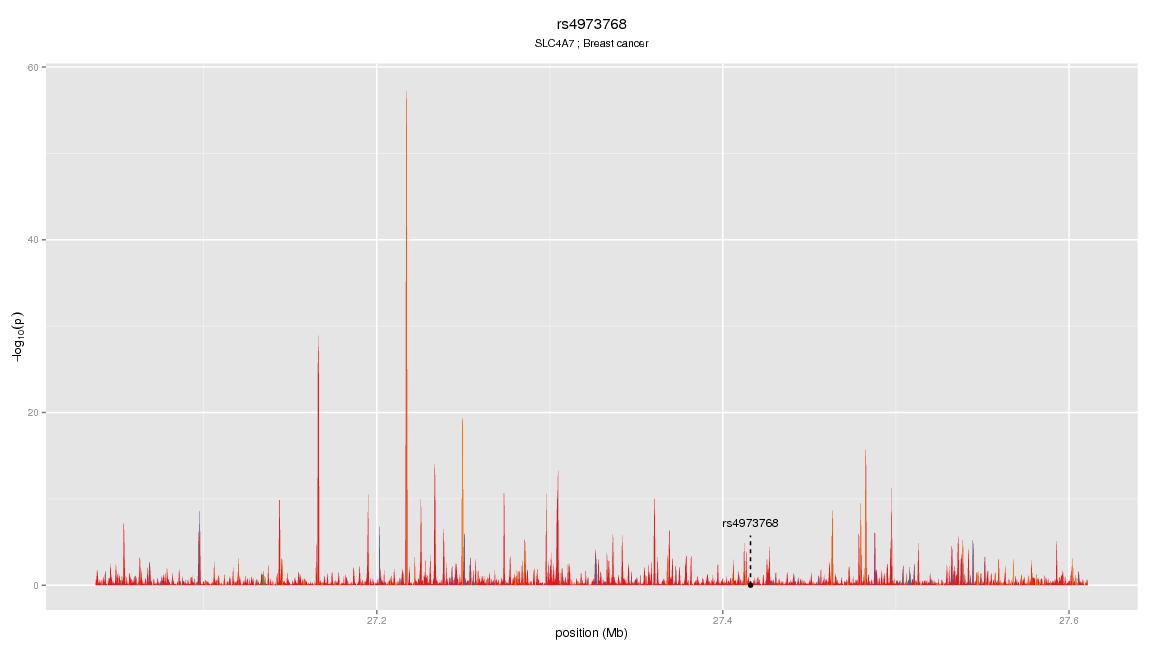 rs4973768
SLC4A7 ; Breast cancer
60
40
20
0
−log10(p)
rs4973768
27.2
27.4
27.6
position (Mb)